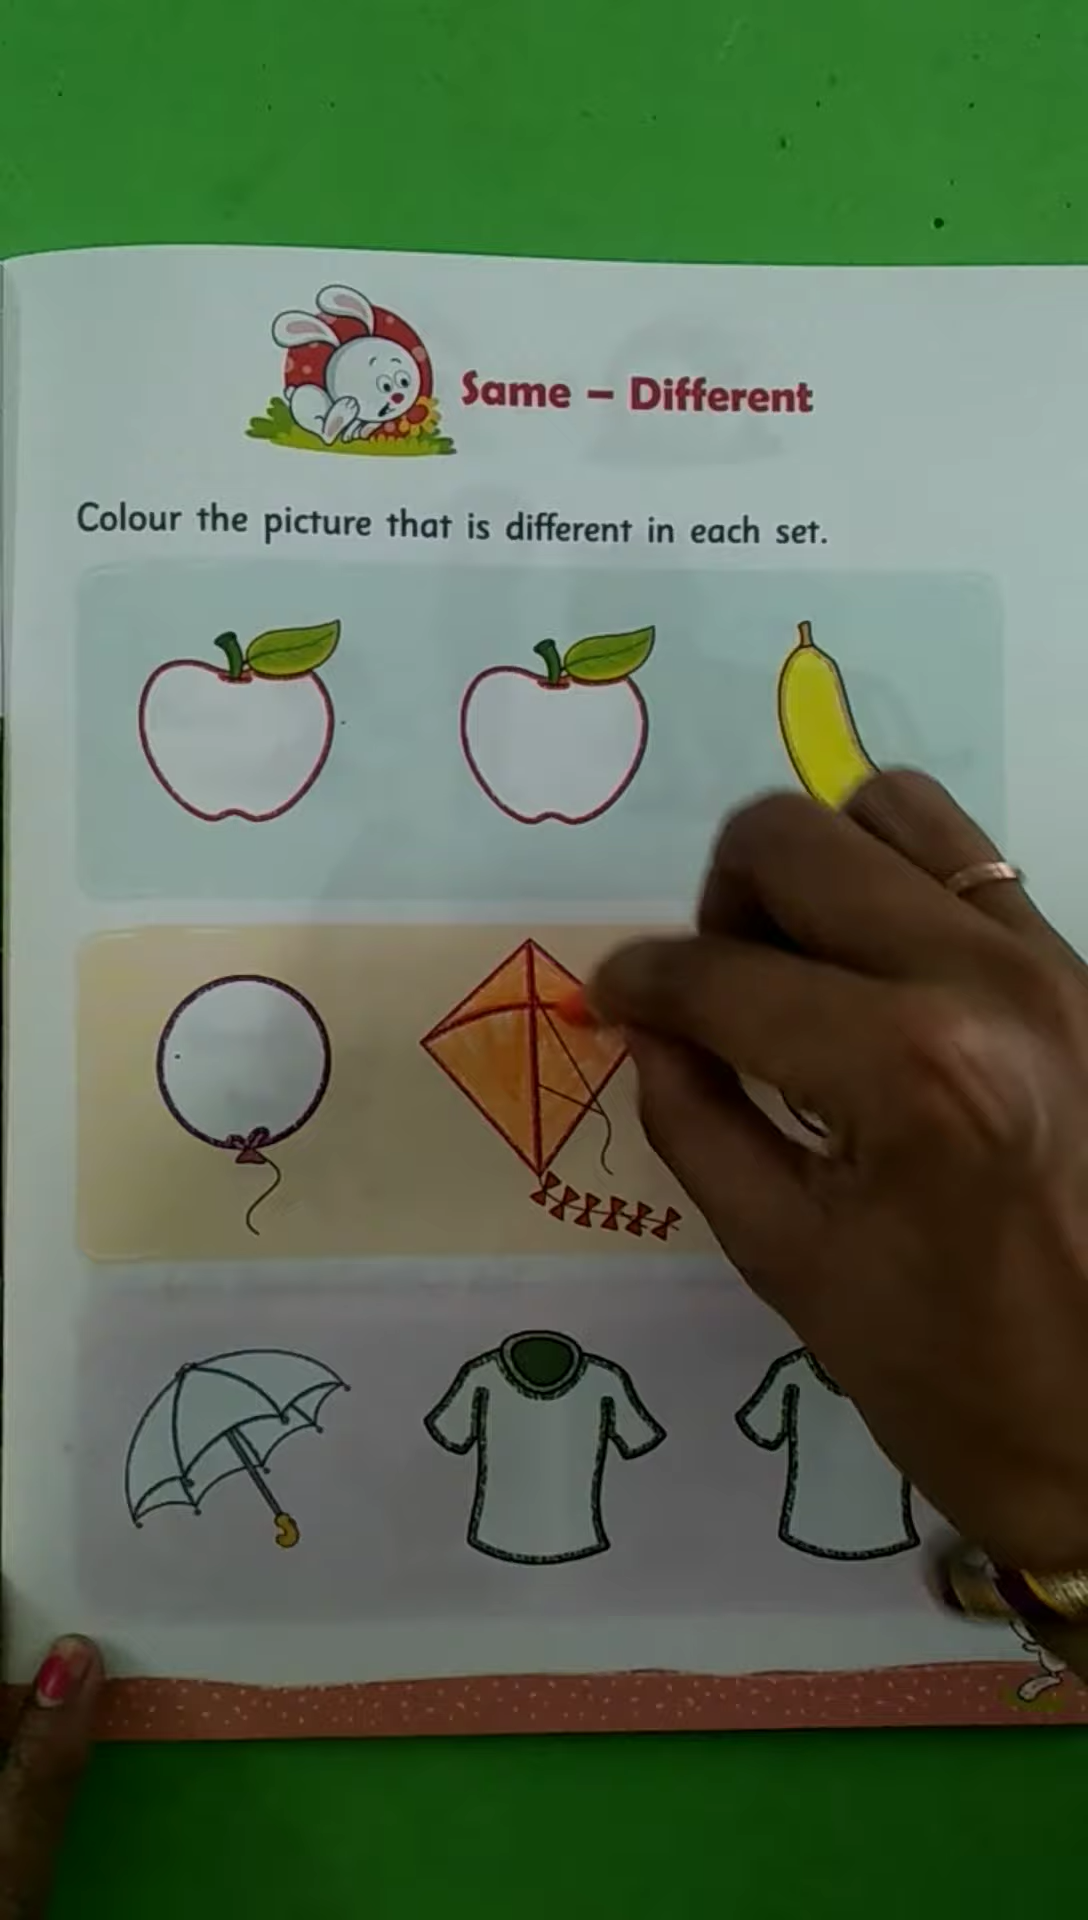 Same – Different
Colour the picture that is different in each set.